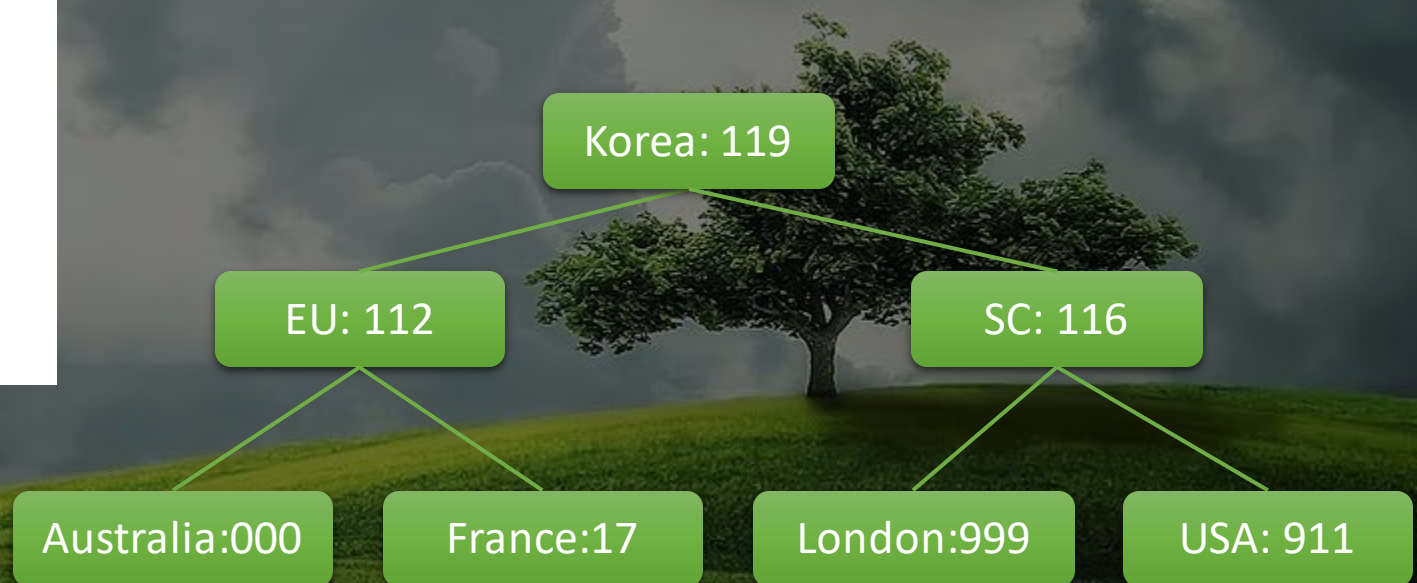 Korea: 119
EU: 112
SC: 116
Australia:000
France:17
London:999
USA: 911